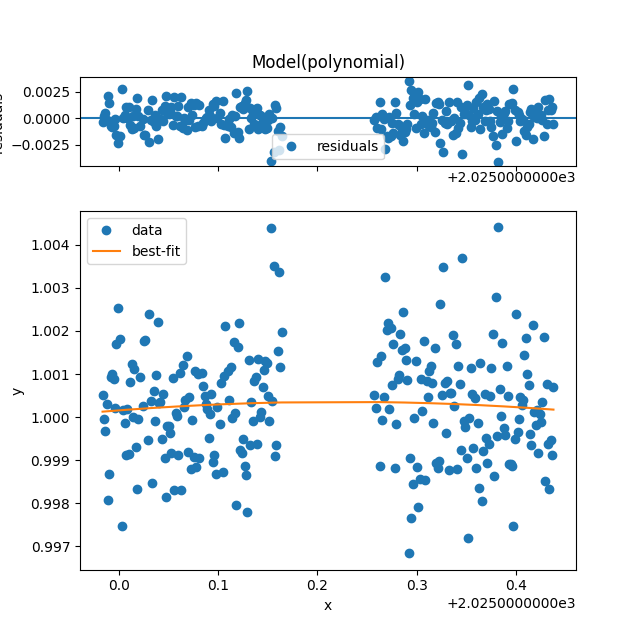 Model(polynomial)
0.0025
0.0000
−0.0025
residuals
+2.0250000000e3
1.004
1.003
1.002
1.001
1.000
0.999
0.998
0.997
y
data
best-fit
0.0 0.1 0.2 0.3 0.4
x
+2.0250000000e3